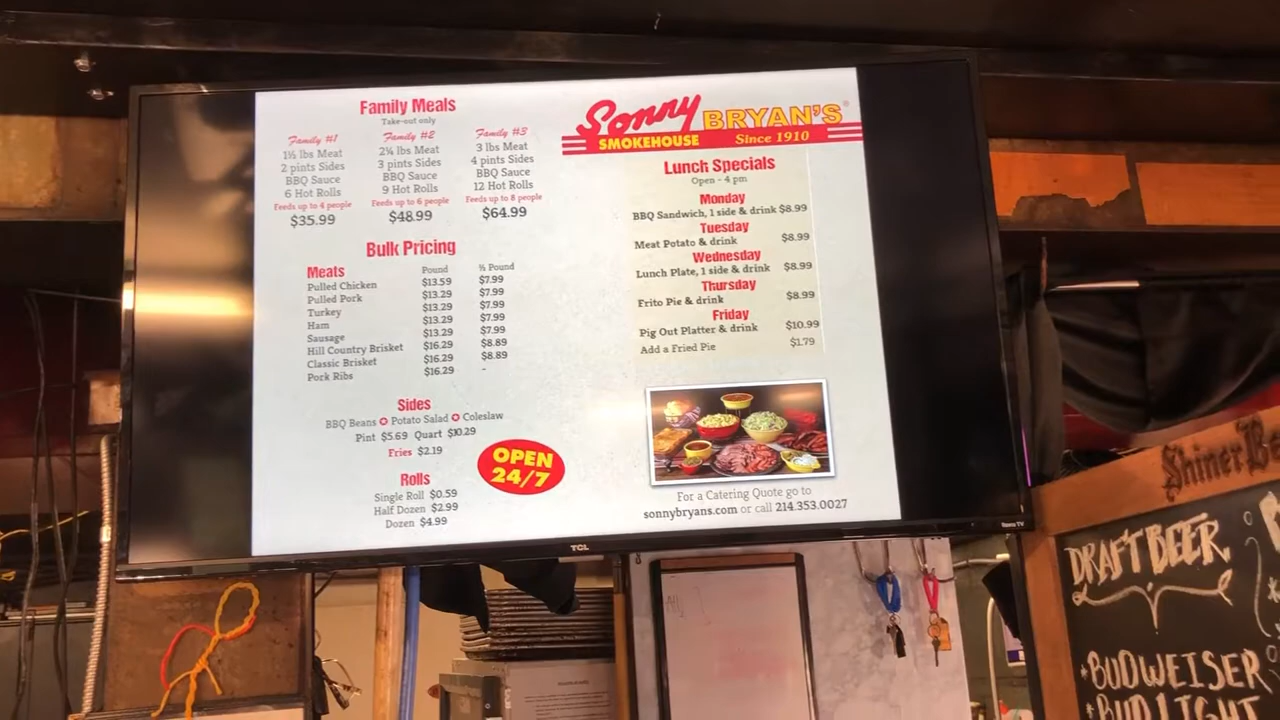 Family Meals
Take-out only
Family #1
1½ lbs Meat
2 pints Sides
BBQ Sauce
6 Hot Rolls
Feeds up to 4 people
$35.99
Family #2
2¼ lbs Meat
3 pints Sides
BBQ Sauce
9 Hot Rolls
Feeds up to 6 people
$48.99
Family #3
3 lbs Meat
4 pints Sides
BBQ Sauce
12 Hot Rolls
Feeds up to 8 people
$64.99
Bulk Pricing
Meats Pound ½ Pound
Pulled Chicken $13.59 $7.99
Pulled Pork $13.29 $7.99
Turkey $13.29 $7.99
Ham $13.29 $7.99
Sausage $13.29 $7.99
Hill Country Brisket $16.29 $8.89
Classic Brisket $16.29 $8.89
Pork Ribs $16.29 -
Sides
BBQ Beans ✪ Potato Salad ✪ Coleslaw
Pint $5.69 Quart $10.29
Fries $2.19
Rolls
Single Roll $0.59
Half Dozen $2.99
Dozen $4.99
OPEN
24/7
Sonny BRYAN'S®
SMOKEHOUSE Since 1910
Lunch Specials
Open - 4 pm
Monday
BBQ Sandwich, 1 side & drink $8.99
Tuesday
Meat Potato & drink $8.99
Wednesday
Lunch Plate, 1 side & drink $8.99
Thursday
Frito Pie & drink $8.99
Friday
Pig Out Platter & drink $10.99
Add a Fried Pie $1.79
For a Catering Quote go to
sonnybryans.com or call 214.353.0027
TCL
Roku TV
Shiner Be
DRAFT BEER
*BUDWEISER
*BUD LIGHT